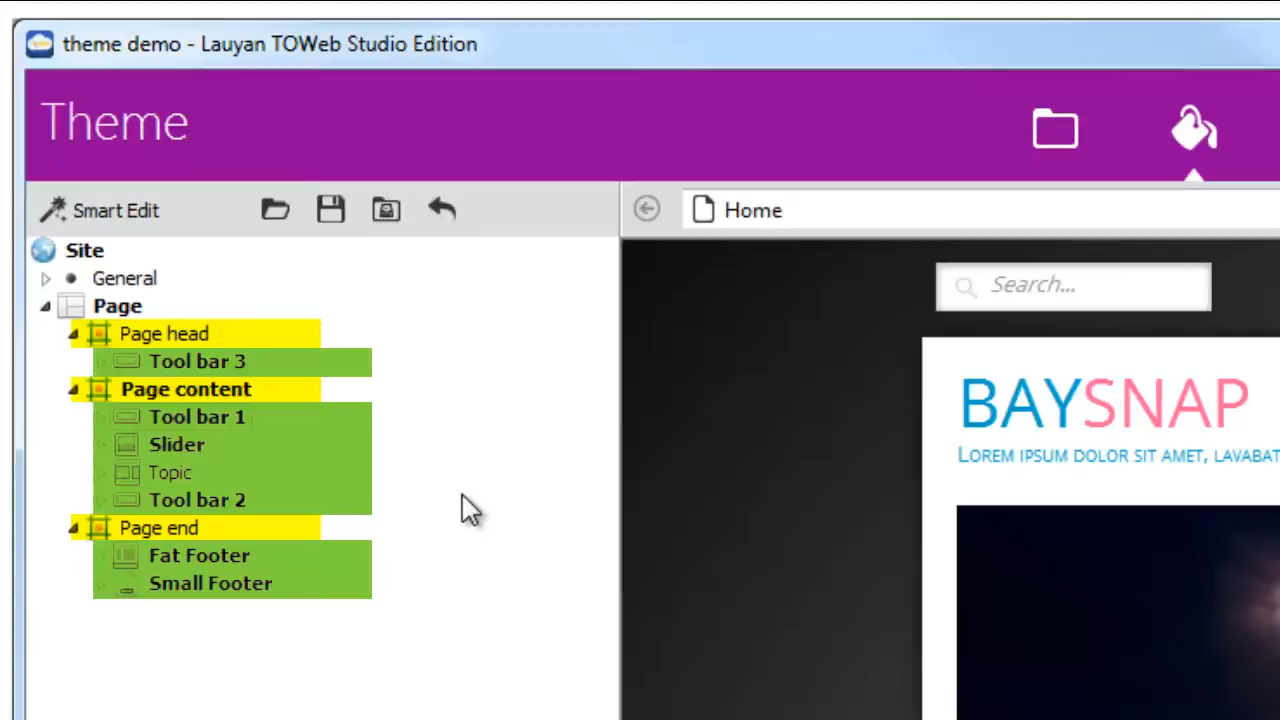 theme demo - Lauyan TOWeb Studio Edition
Theme
Smart Edit
Home
Site
General
Page
Page head
Tool bar 3
Page content
Tool bar 1
Slider
Topic
Tool bar 2
Page end
Fat Footer
Small Footer
Search...
BAYSNAP
LOREM IPSUM DOLOR SIT AMET, LAVABAT